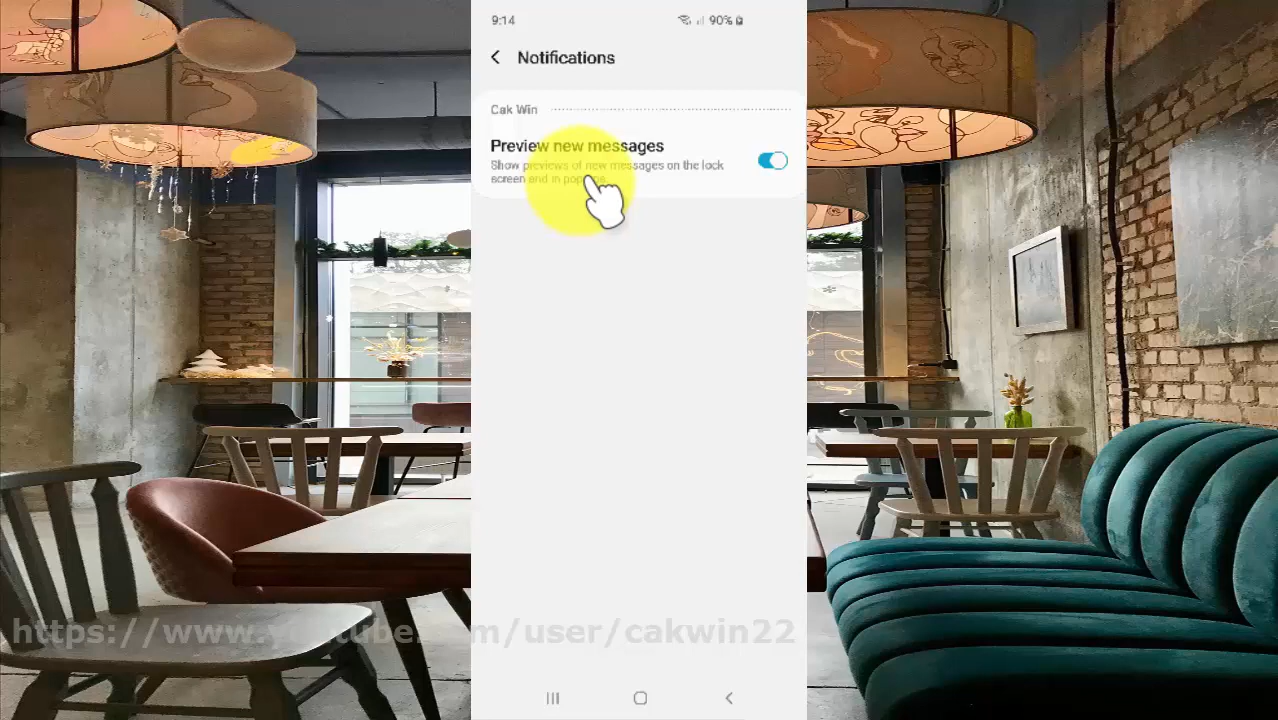 9:14
90%
Notifications
Cak Win
Preview new messages
Show previews of new messages on the lock
screen and in pop-ups.
https://www.youtube.com/user/cakwin22